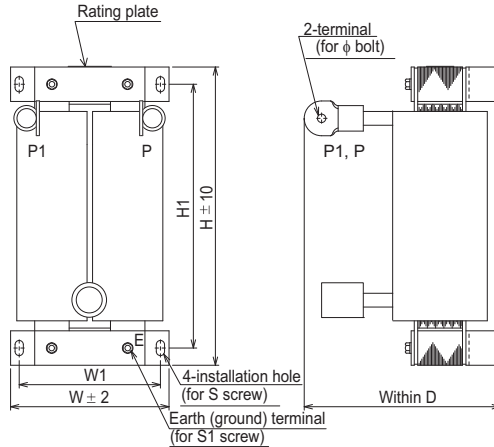 Rating plate
2-terminal
(for φ bolt)
P1
P
P1, P
H1
H ± 10
E
W1
4-installation hole
(for S screw)
W ± 2
Within D
Earth (ground) terminal
(for S1 screw)